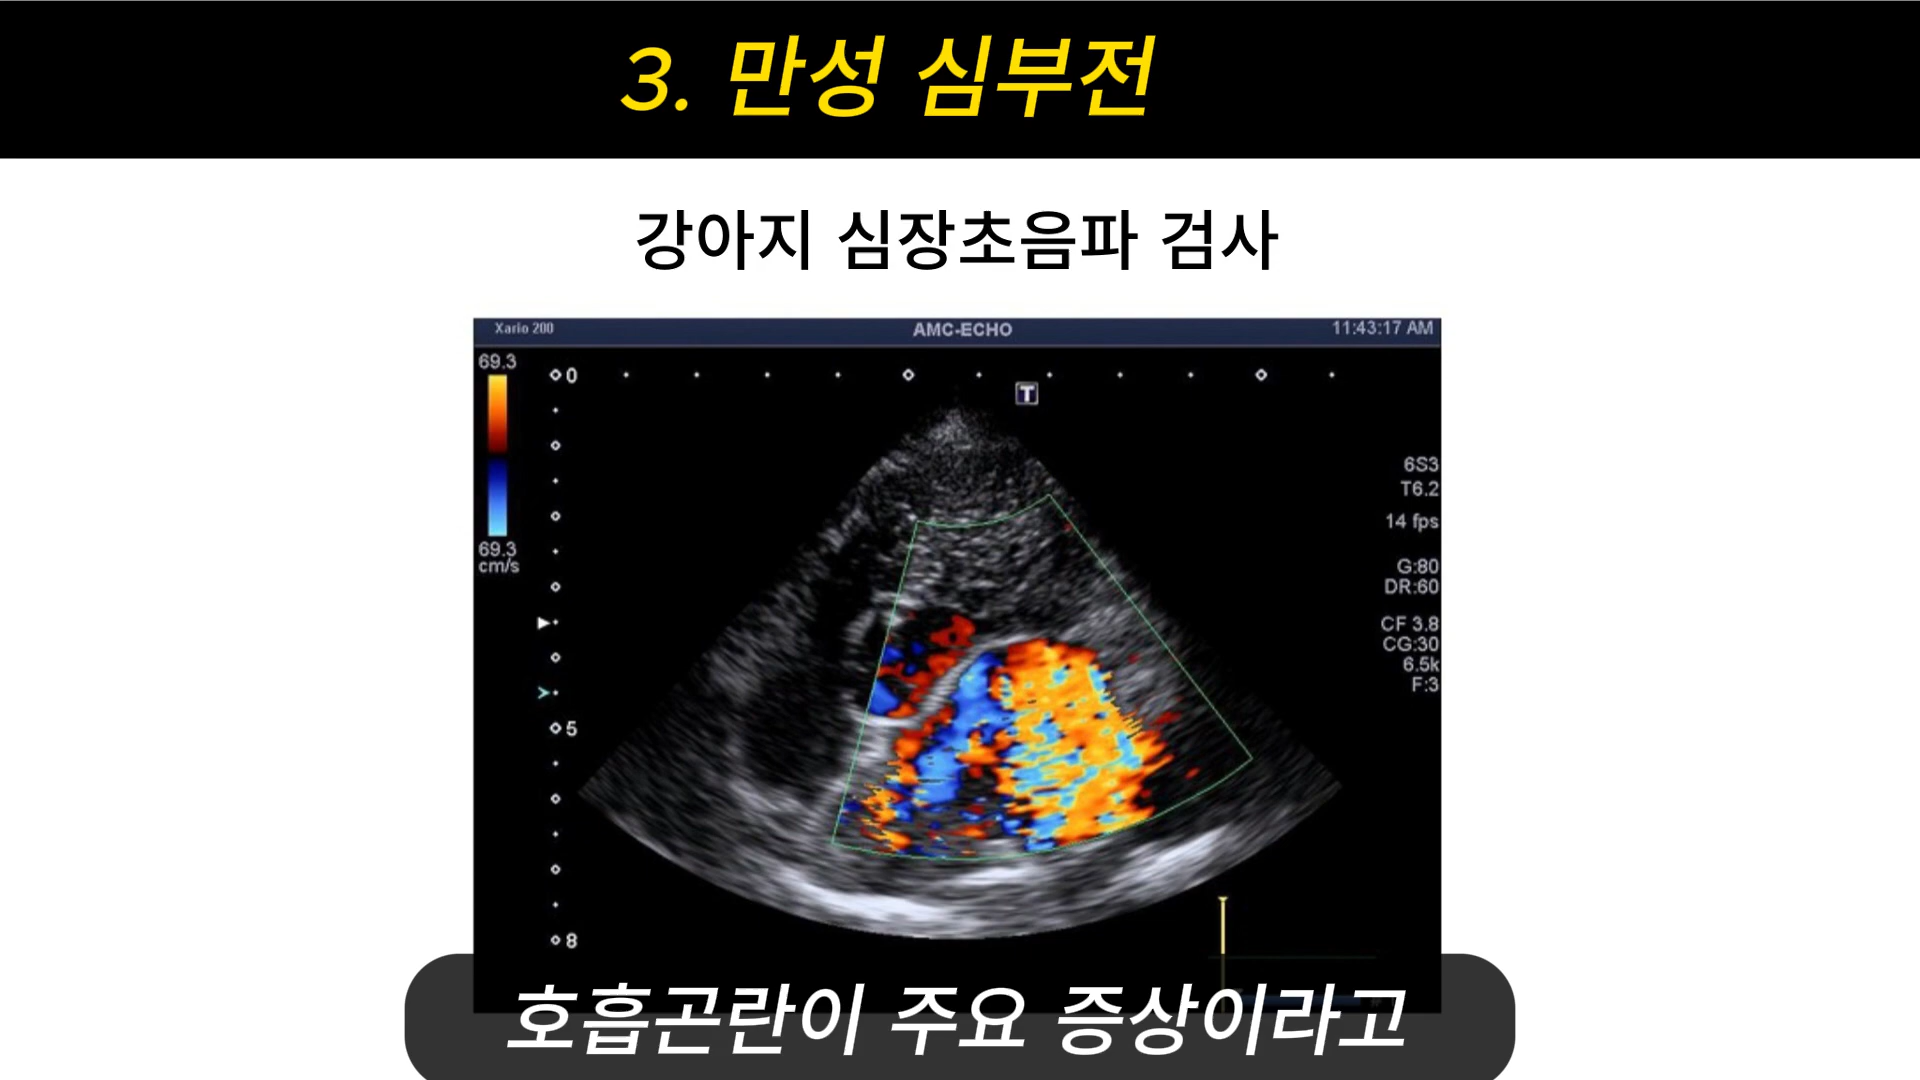 3. 만성 심부전
강아지 심장초음파 검사
Xario 200
AMC-ECHO
11:43:17 AM
69.3
0
T
6S3
T6.2
14 fps
69.3
cm/s
G:80
DR:60
CF 3.8
CG:30
6.5k
F:3
5
8
호흡곤란이 주요 증상이라고